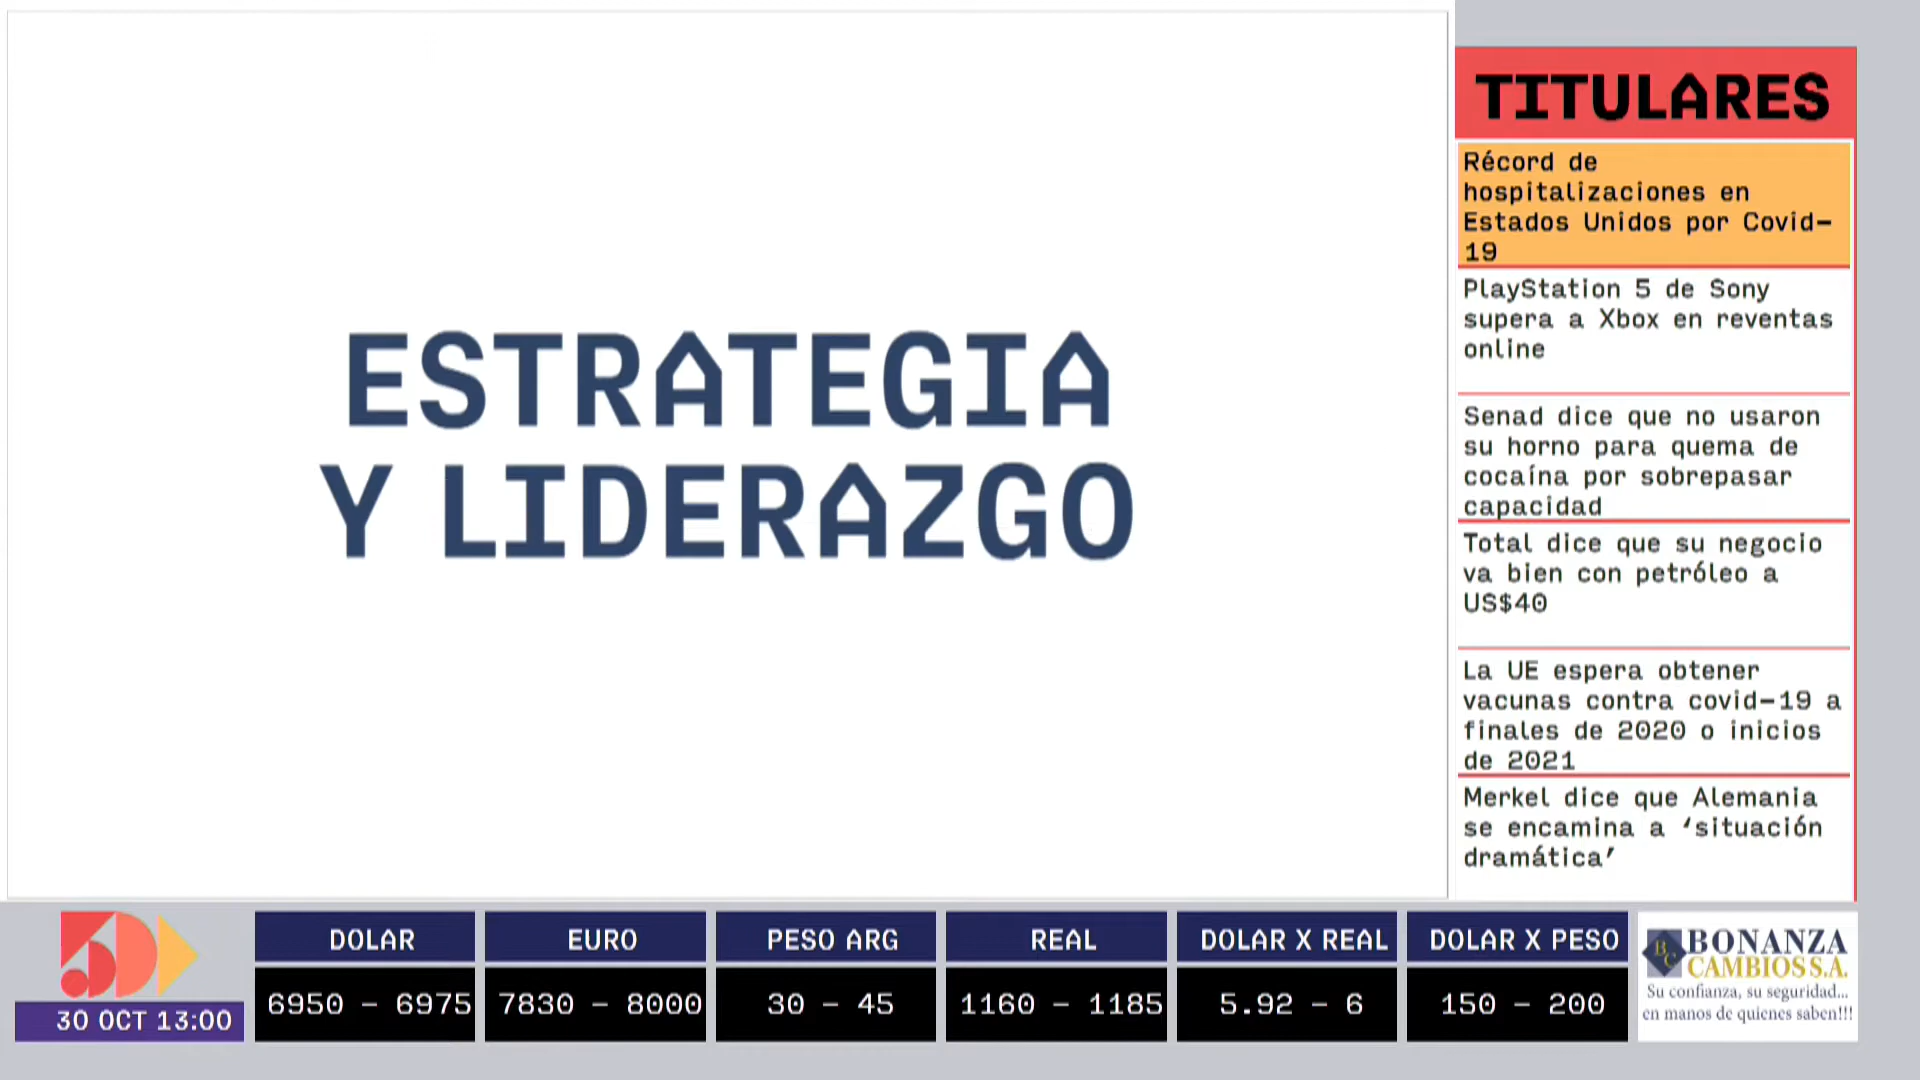 ESTRATEGIA
Y LIDERAZGO
TITULARES
Récord de
hospitalizaciones en
Estados Unidos por Covid-
19
PlayStation 5 de Sony
supera a Xbox en reventas
online
Senad dice que no usaron
su horno para quema de
cocaína por sobrepasar
capacidad
Total dice que su negocio
va bien con petróleo a
US$40
La UE espera obtener
vacunas contra covid-19 a
finales de 2020 o inicios
de 2021
Merkel dice que Alemania
se encamina a ‘situación
dramática’
5D
30 OCT 13:00
DOLAR
6950 - 6975
EURO
7830 - 8000
PESO ARG
30 - 45
REAL
1160 - 1185
DOLAR X REAL
5.92 - 6
DOLAR X PESO
150 - 200
BC BONANZA
CAMBIOS S.A.
Su confianza, su seguridad...
en manos de quienes saben!!!